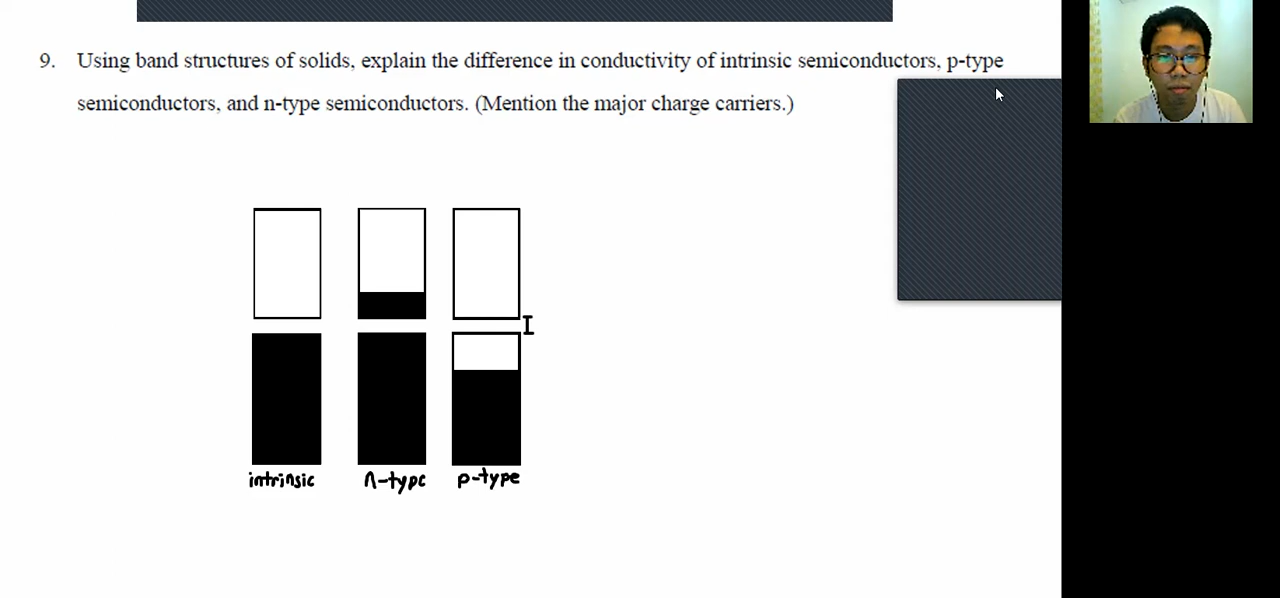 9. Using band structures of solids, explain the difference in conductivity of intrinsic semiconductors, p-type
semiconductors, and n-type semiconductors. (Mention the major charge carriers.)
intrinsic n-type p-type